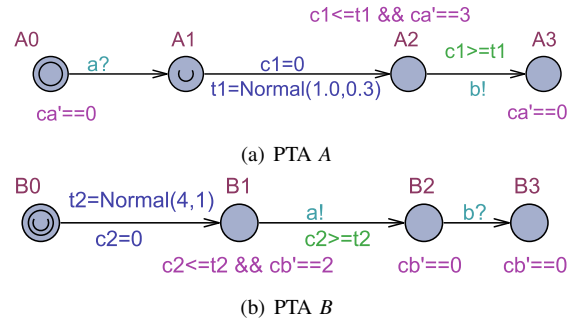 c1<=t1 && ca'==3
A0 A1 A2 A3
a? c1=0 c1>=t1
t1=Normal(1.0,0.3) b!
ca'==0 ca'==0
(a) PTA A
B0 B1 B2 B3
t2=Normal(4,1) a! b?
c2=0 c2>=t2
c2<=t2 && cb'==2 cb'==0 cb'==0
(b) PTA B